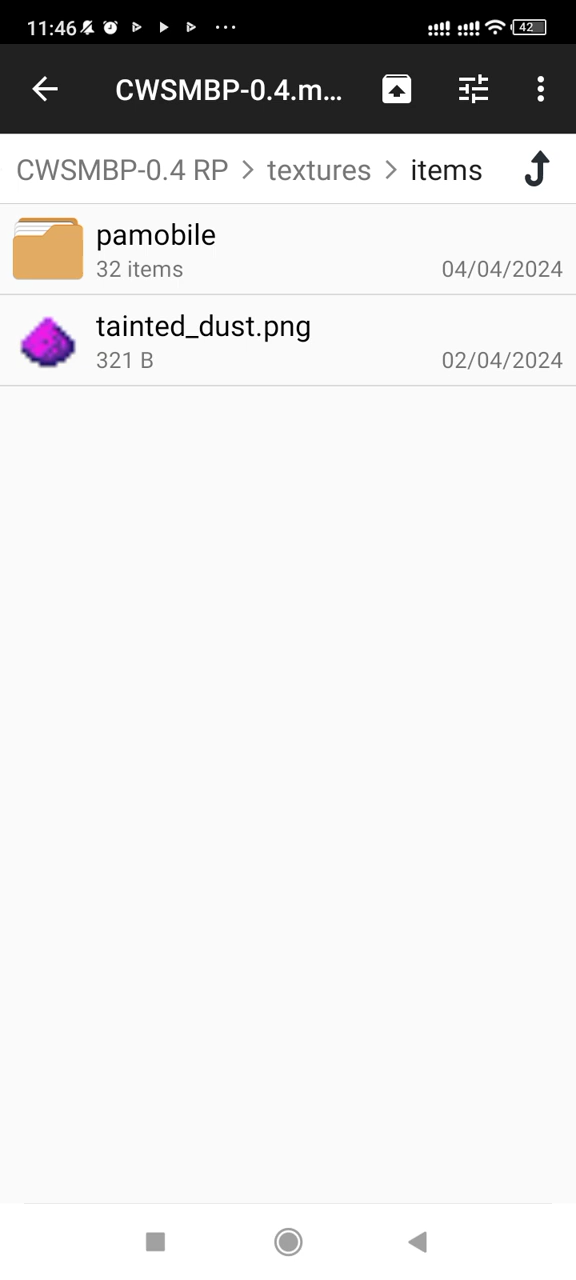 11:46
42
CWSMBP-0.4.m...
CWSMBP-0.4 RP > textures > items
pamobile
32 items 04/04/2024
tainted_dust.png
321 B 02/04/2024